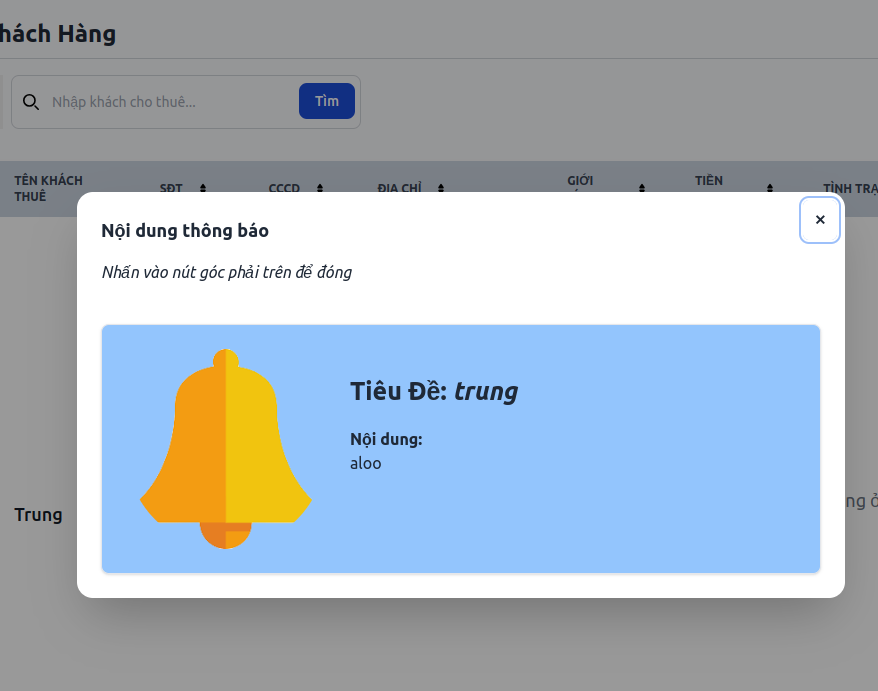 hách Hàng
Nhập khách cho thuê...
Tìm
TÊN KHÁCH
THUÊ
SĐT
CCCD
ĐỊA CHỈ
GIỚI
TIỀN
TÌNH TRẠ
Nội dung thông báo
×
Nhấn vào nút góc phải trên để đóng
Tiêu Đề: trung
Nội dung:
aloo
Trung
ng ở